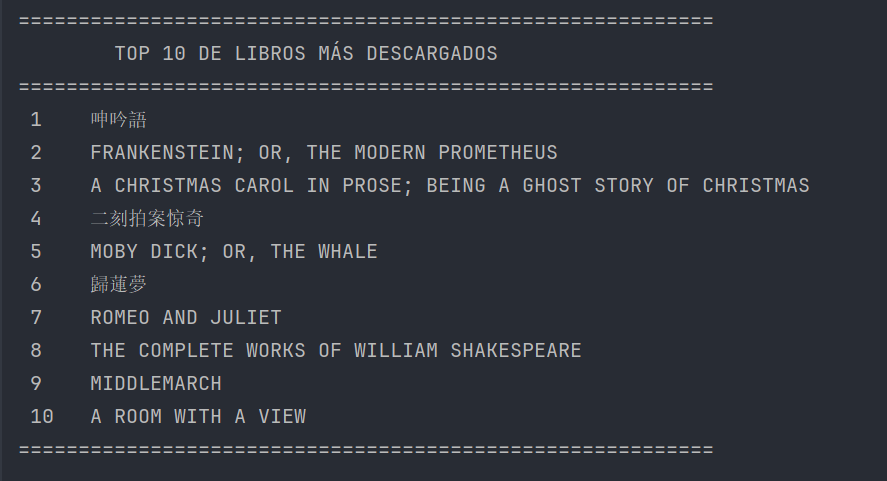 ==========================================================
TOP 10 DE LIBROS MÁS DESCARGADOS
==========================================================
1 呻吟語
2 FRANKENSTEIN; OR, THE MODERN PROMETHEUS
3 A CHRISTMAS CAROL IN PROSE; BEING A GHOST STORY OF CHRISTMAS
4 二刻拍案惊奇
5 MOBY DICK; OR, THE WHALE
6 歸蓮夢
7 ROMEO AND JULIET
8 THE COMPLETE WORKS OF WILLIAM SHAKESPEARE
9 MIDDLEMARCH
10 A ROOM WITH A VIEW
==========================================================